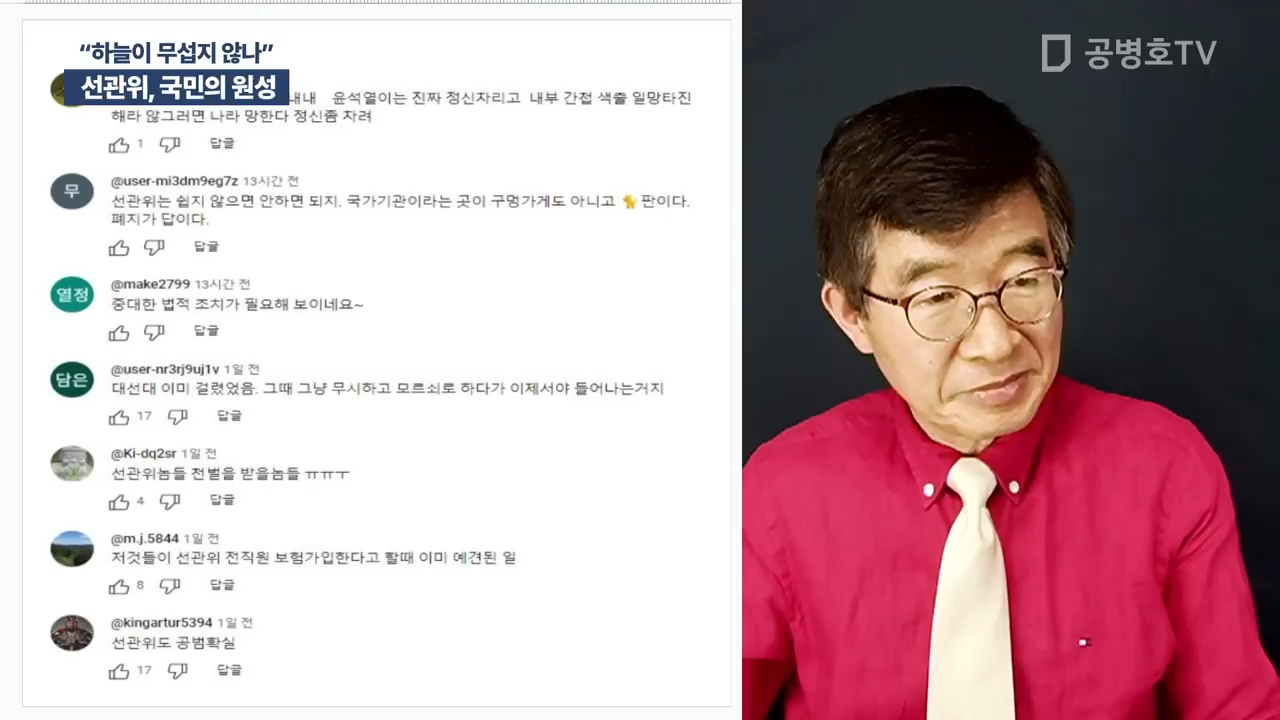 “하늘이 무섭지 않나”
선관위, 국민의 원성
공병호TV
내내 윤석열이는 진짜 정신차리고 내부 간첩 색출 일망타진
해라 않그러면 나라 망한다 정신좀 자려
1 답글
무
@user-mi3dm9eg7z 13시간 전
선관위는 쉽지 않으면 안하면 되지. 국가기관이라는 곳이 구멍가게도 아니고 🐈 판이다.
폐지가 답이다.
답글
열정
@make2799 13시간 전
중대한 법적 조치가 필요해 보이네요~
답글
담은
@user-nr3rj9uj1v 1일 전
대선대 이미 걸렸었음. 그때 그냥 무시하고 모르쇠로 하다가 이제서야 들어나는거지
17 답글
@Ki-dq2sr 1일 전
선관위놈들 천벌을 받을놈들 ㅠㅠㅜ
4 답글
@m.j.5844 1일 전
저것들이 선관위 전직원 보험가입한다고 할때 이미 예견된 일
8 답글
@kingartur5394 1일 전
선관위도 공범확실
17 답글